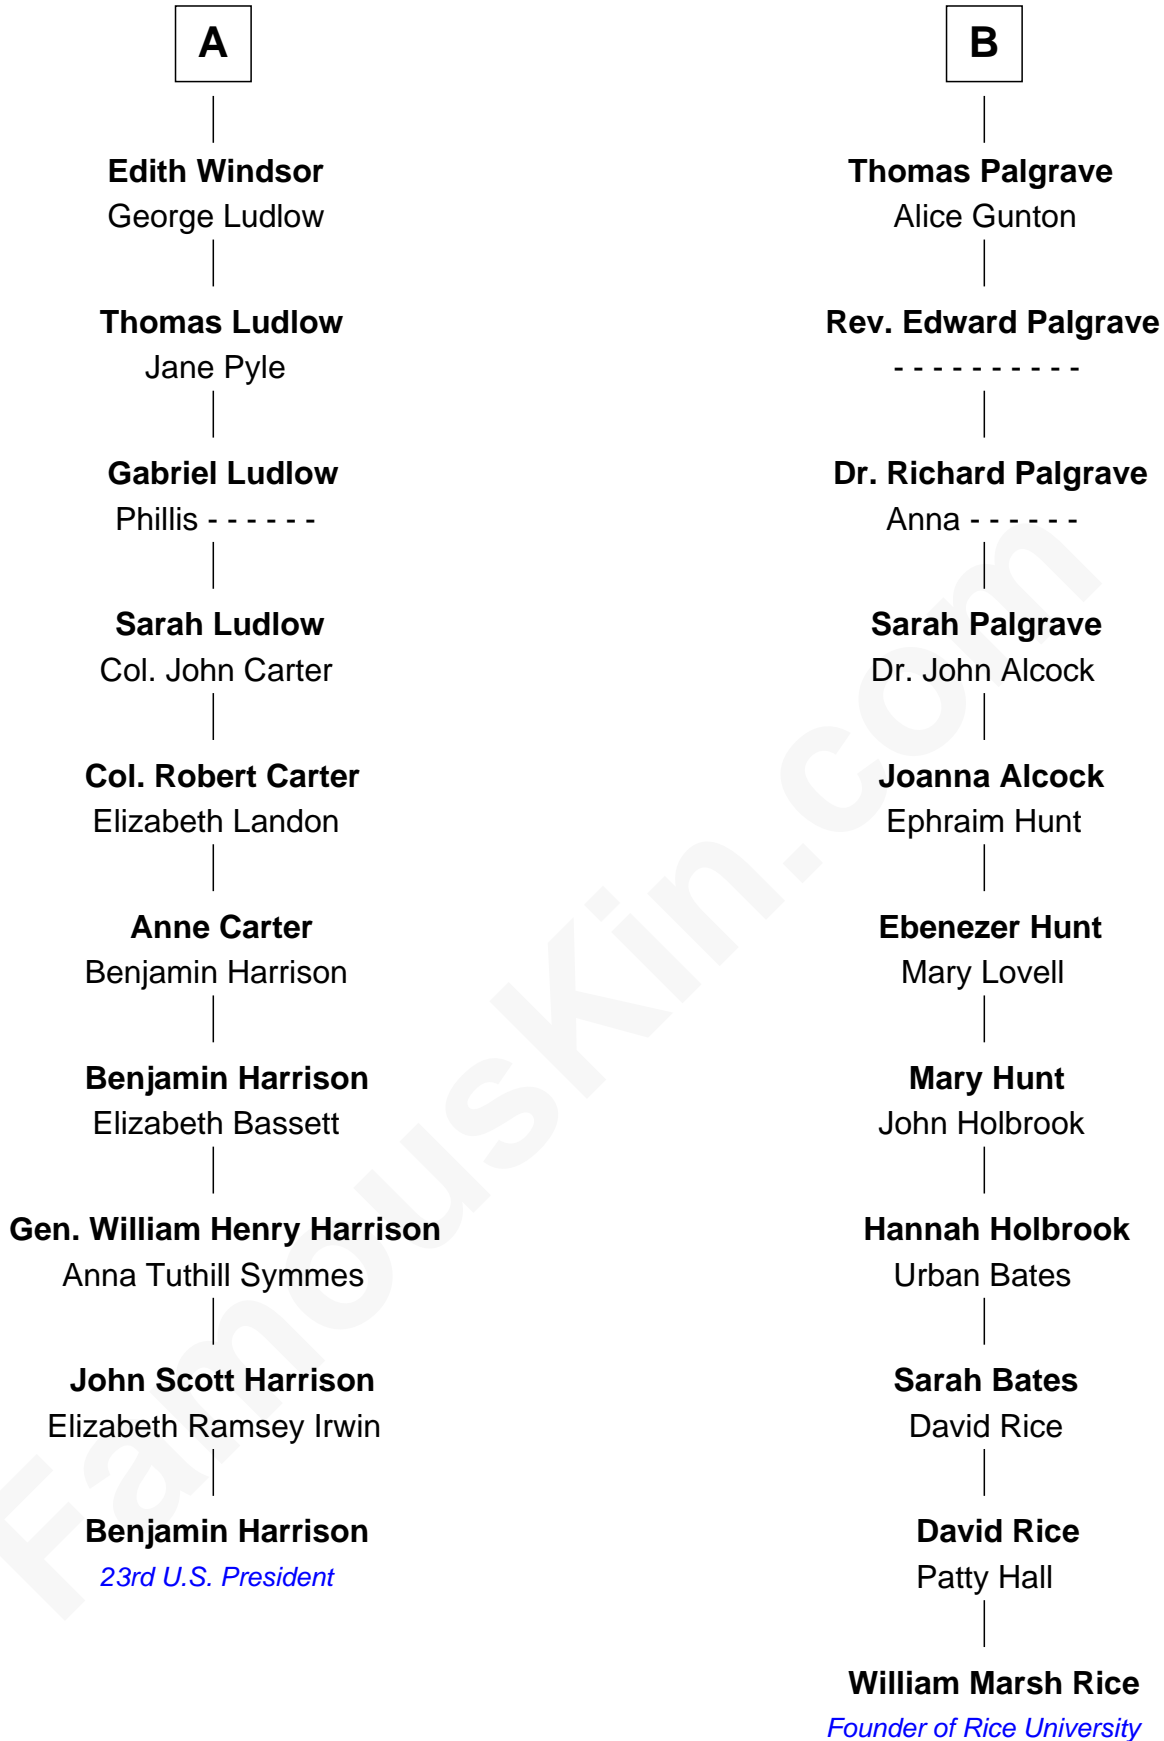 A
Edith Windsor
George Ludlow
Thomas Ludlow
Jane Pyle
Gabriel Ludlow
Phillis - - - - - -
Sarah Ludlow
Col. John Carter
Col. Robert Carter
Elizabeth Landon
Anne Carter
Benjamin Harrison
Benjamin Harrison
Elizabeth Bassett
Gen. William Henry Harrison
Anna Tuthill Symmes
John Scott Harrison
Elizabeth Ramsey Irwin
Benjamin Harrison
23rd U.S. President
B
Thomas Palgrave
Alice Gunton
Rev. Edward Palgrave
- - - - - - - - - -
Dr. Richard Palgrave
Anna - - - - - -
Sarah Palgrave
Dr. John Alcock
Joanna Alcock
Ephraim Hunt
Ebenezer Hunt
Mary Lovell
Mary Hunt
John Holbrook
Hannah Holbrook
Urban Bates
Sarah Bates
David Rice
David Rice
Patty Hall
William Marsh Rice
Founder of Rice University
FamousKin.com